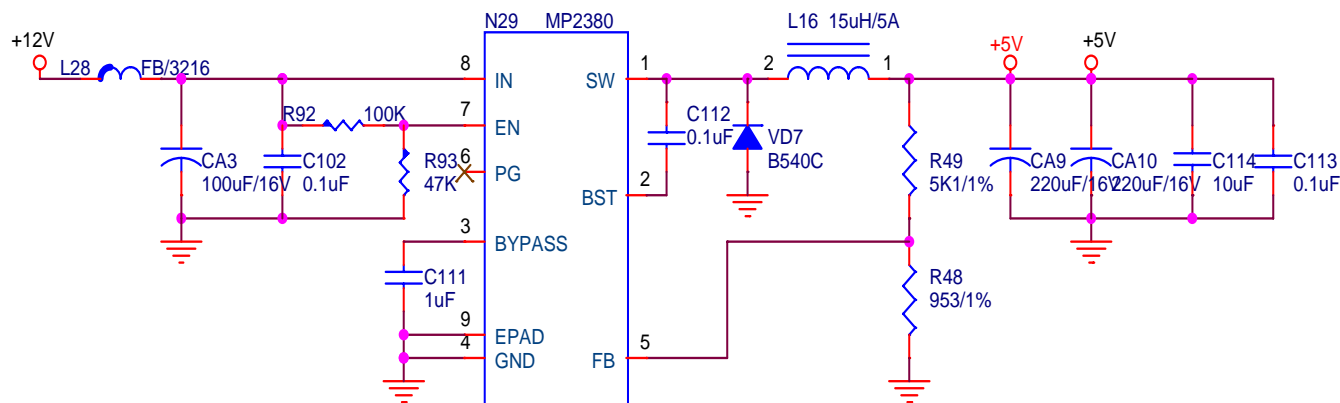 N29 MP2380
L16 15uH/5A
+12V
+5V
+5V
L28 FB/3216
8
IN
SW
1
2
1
R92 100K
7
EN
C112
0.1uF
VD7
B540C
CA3
100uF/16V
C102
0.1uF
R93
47K
6
PG
R49
5K1/1%
CA9
220uF/16V
CA10
220uF/16V
C114
10uF
C113
0.1uF
BST
2
3
BYPASS
C111
1uF
R48
953/1%
9
EPAD
4
GND
FB
5